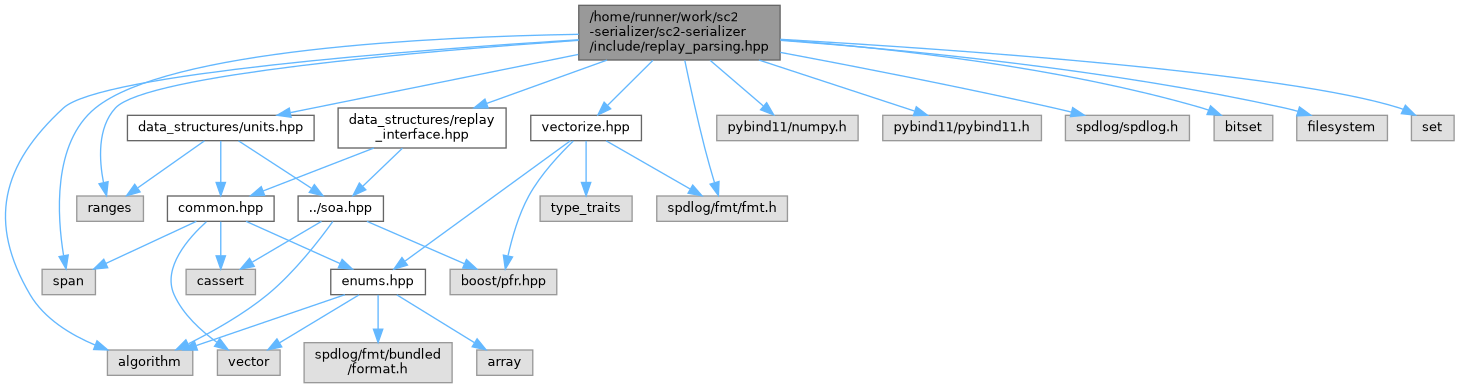 /home/runner/work/sc2
-serializer/sc2-serializer
/include/replay_parsing.hpp
data_structures/units.hpp
data_structures/replay
_interface.hpp
vectorize.hpp
pybind11/numpy.h
pybind11/pybind11.h
spdlog/spdlog.h
bitset
filesystem
set
ranges
common.hpp
../soa.hpp
type_traits
spdlog/fmt/fmt.h
span
cassert
enums.hpp
boost/pfr.hpp
algorithm
vector
spdlog/fmt/bundled
/format.h
array